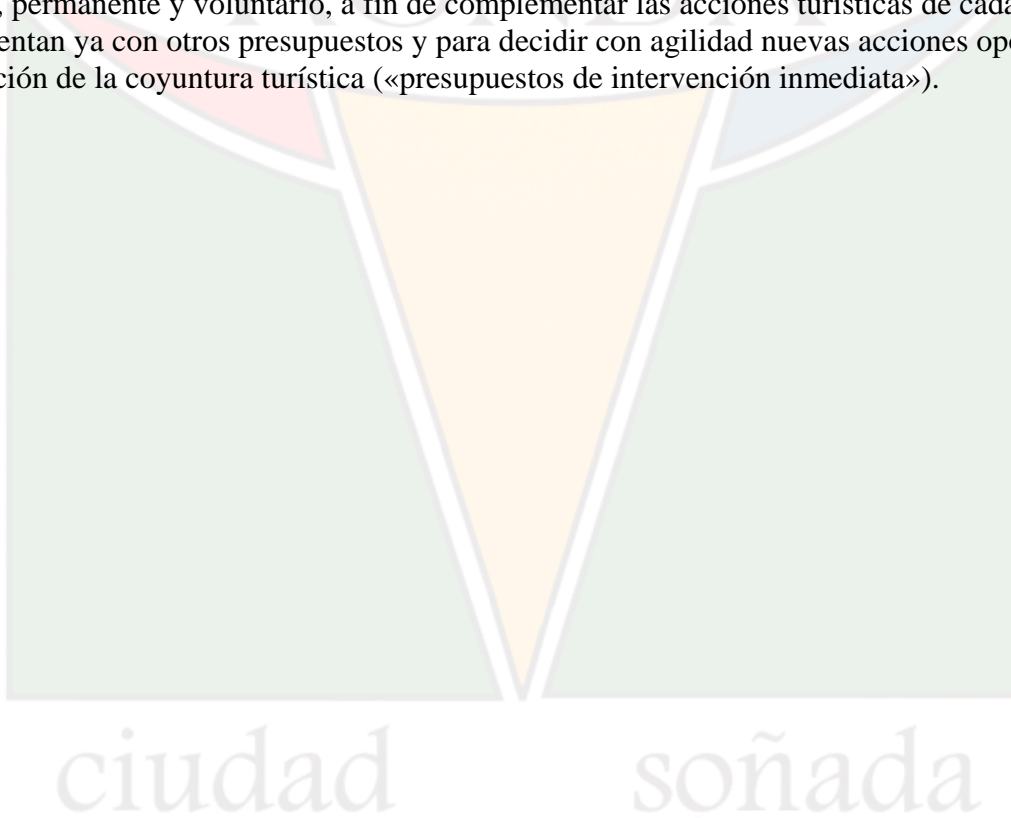 , permanente y voluntario, a fin de complementar las acciones turísticas de cada
entan ya con otros presupuestos y para decidir con agilidad nuevas acciones
ción de la coyuntura turística («presupuestos de intervención inmediata»).
ciudad soñada